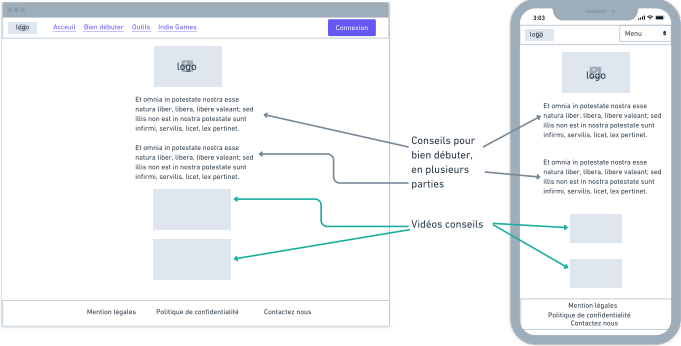 logo
Acceuil Bien débuter Outils Indie Games
Connexion
logo
Et omnia in potestate nostra esse
natura liber, libera, libere valeant; sed
illis non est in nostra potestate sunt
infirmi, servilis, licet, lex pertinet.
Et omnia in potestate nostra esse
natura liber, libera, libere valeant; sed
illis non est in nostra potestate sunt
infirmi, servilis, licet, lex pertinet.
Mention légales Politique de confidentialité Contactez nous
Conseils pour
bien débuter,
en plusieurs
parties
Vidéos conseils
3:03
logo
Menu
logo
Et omnia in potestate nostra esse
natura liber, libera, libere valeant; sed
illis non est in nostra potestate sunt
infirmi, servilis, licet, lex pertinet.
Et omnia in potestate nostra esse
natura liber, libera, libere valeant; sed
illis non est in nostra potestate sunt
infirmi, servilis, licet, lex pertinet.
Mention légales
Politique de confidentialité
Contactez nous